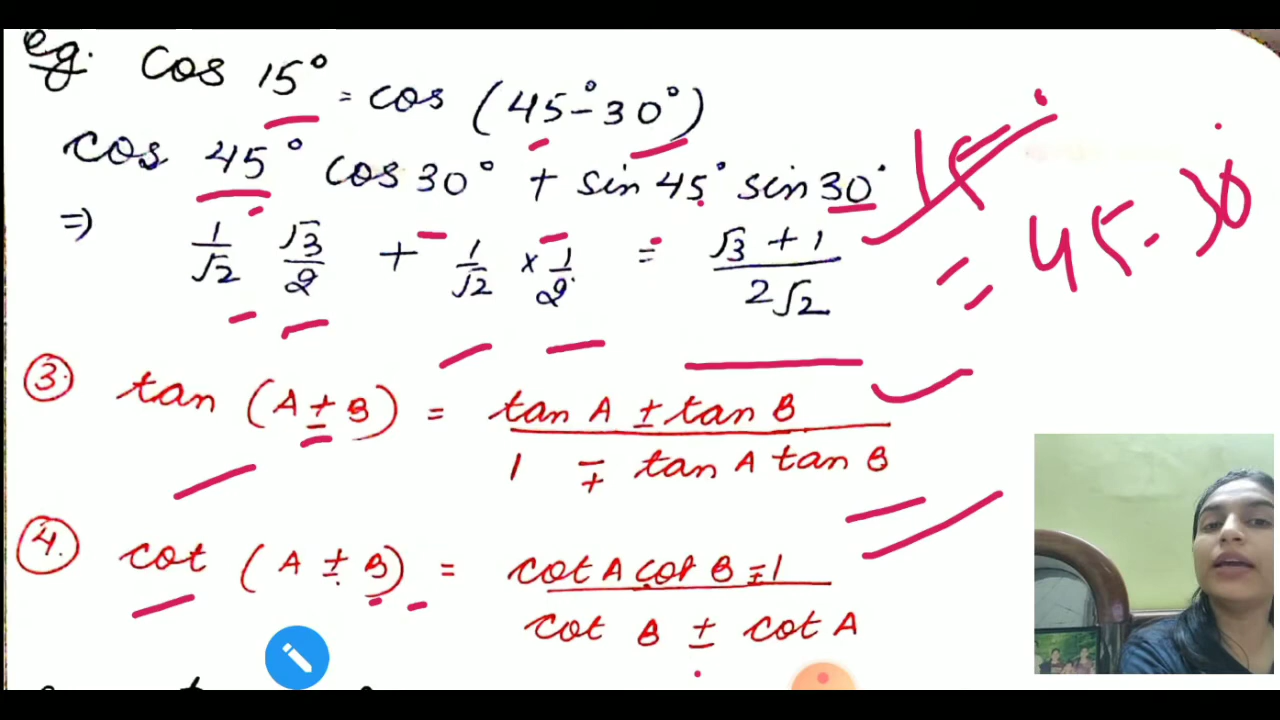 eg. cos 15° = cos (45° - 30°)
cos 45° cos 30° + sin 45° sin 30°
⇒ 1/√2 √3/2 + 1/√2 × 1/2 = √3 + 1 / 2√2
15° = 45 - 30°
③ tan (A ± B) = tan A ± tan B / 1 ∓ tan A tan B
④. cot (A ± B) = cot A cot B ∓ 1 / cot B ± cot A